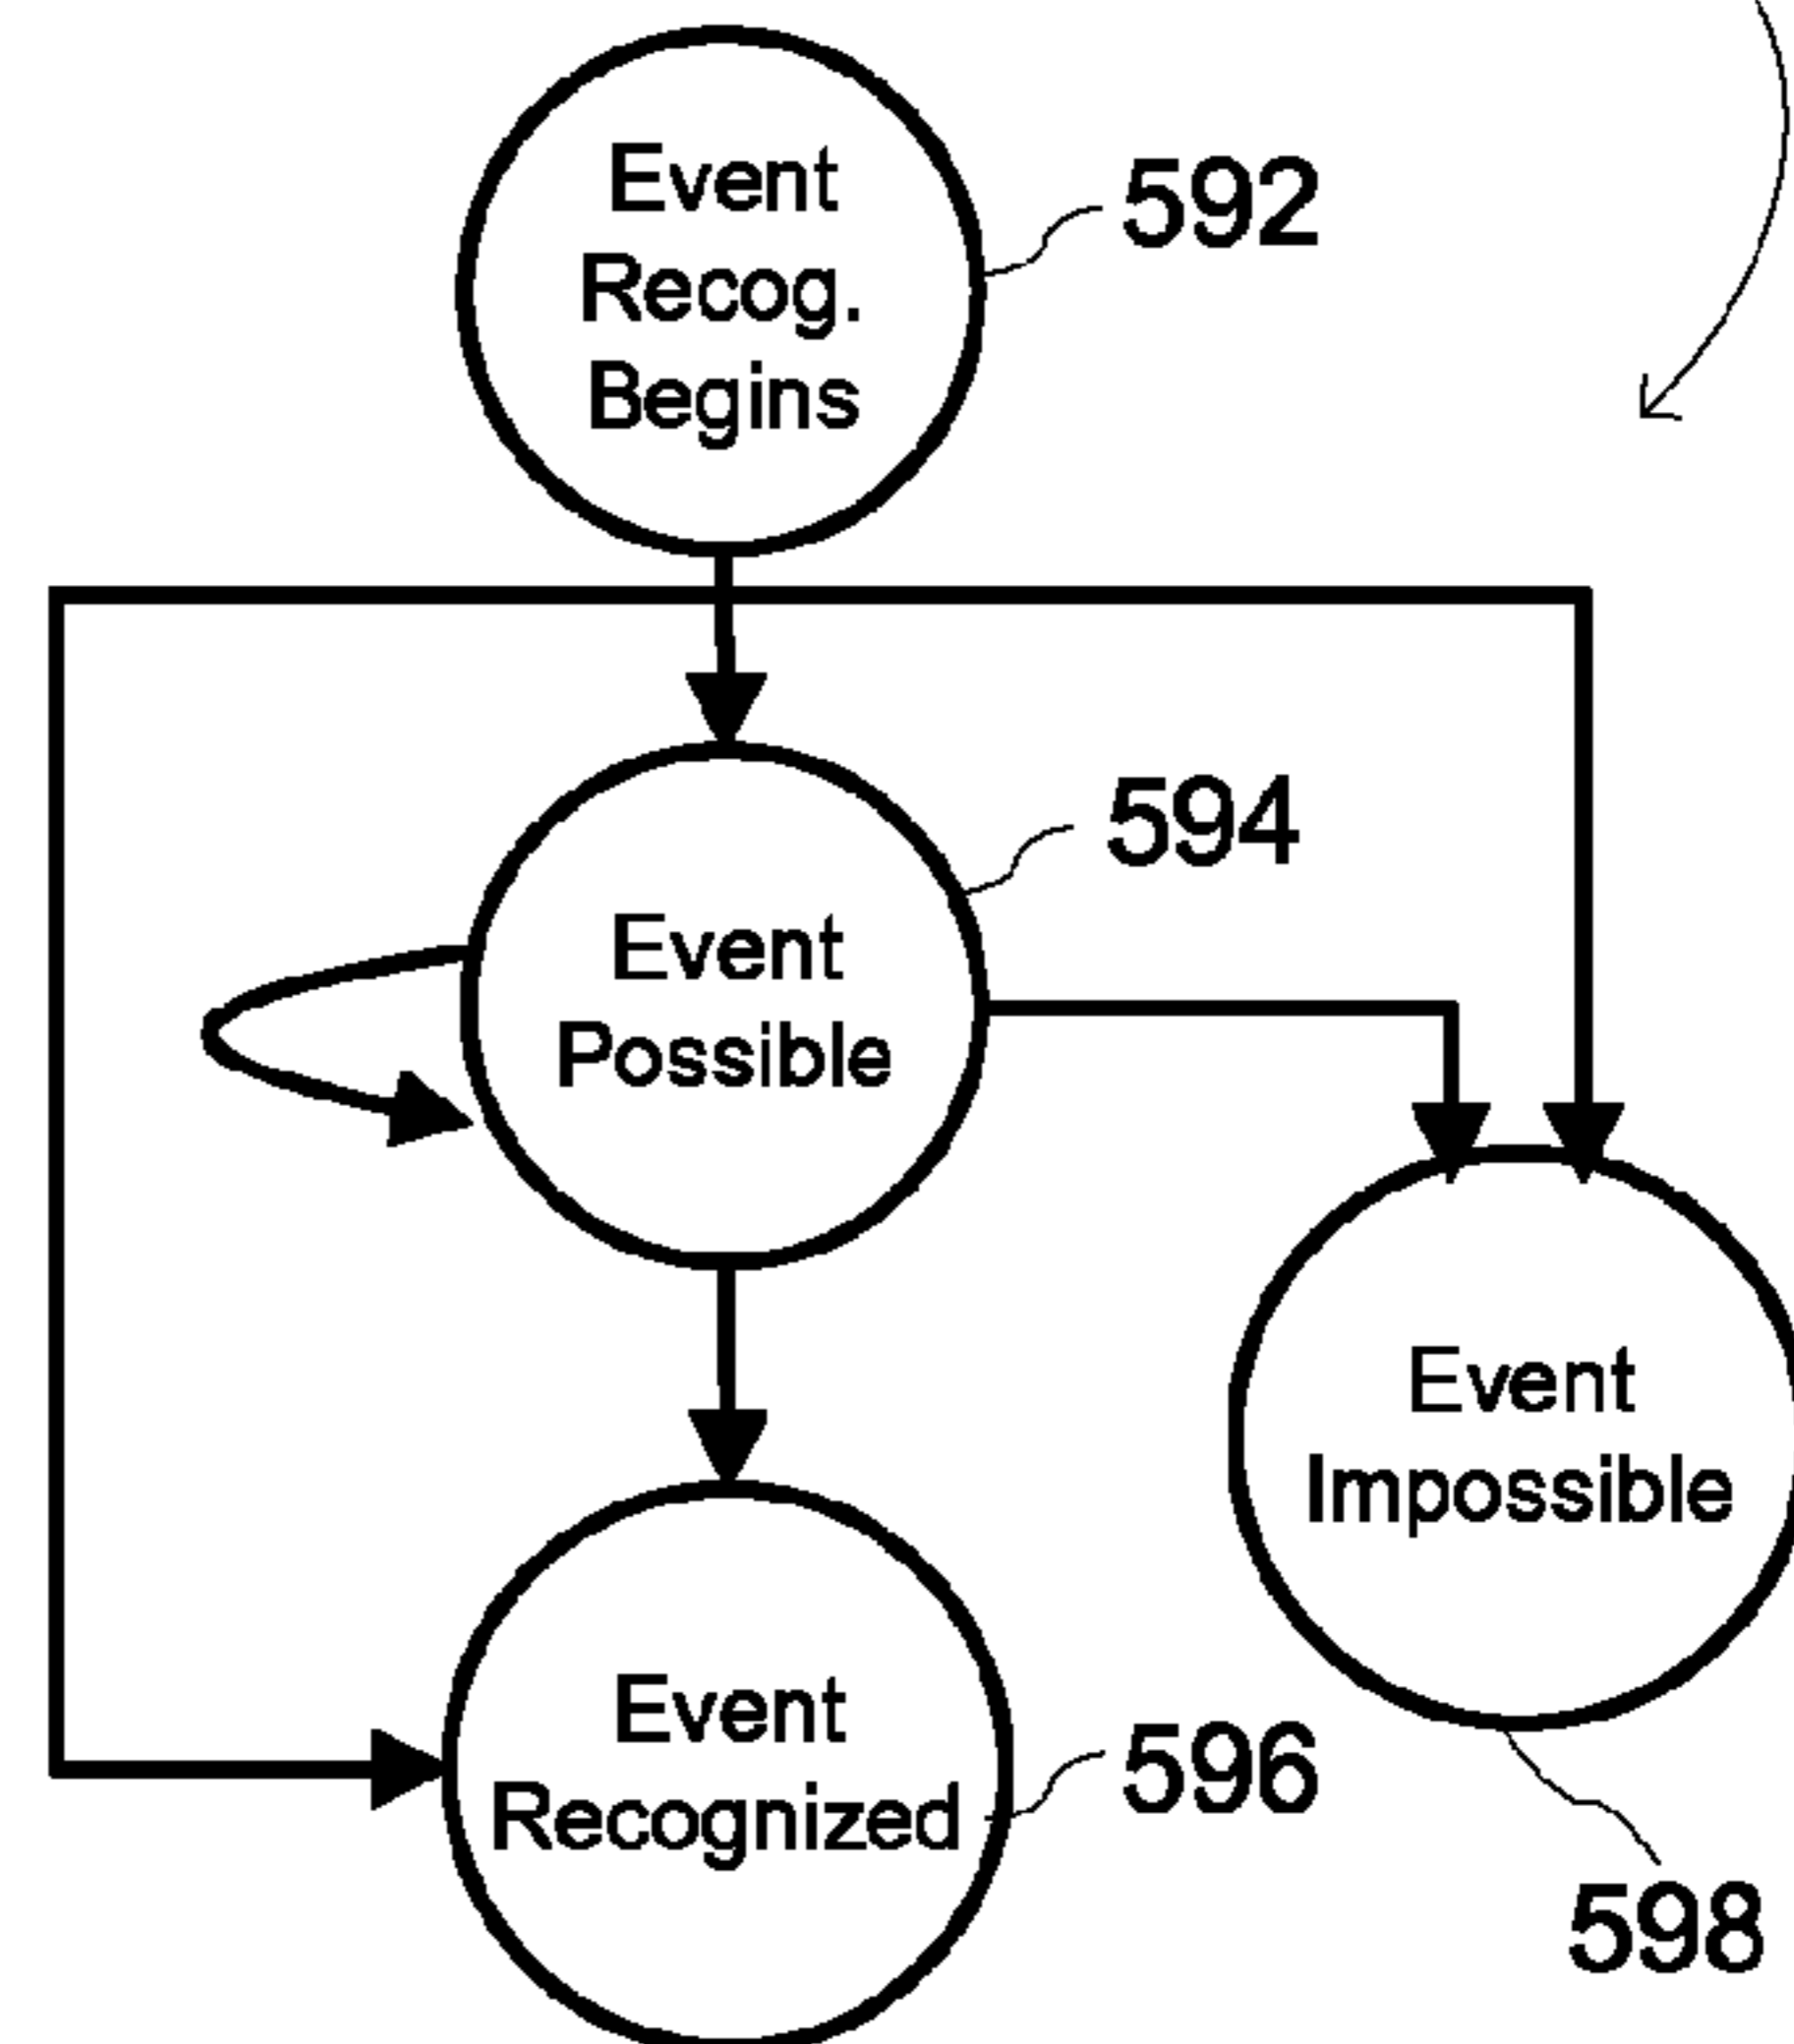 Event
Recog.
Begins
592
594
Event
Possible
Event
Impossible
Event
Recognized
596
598